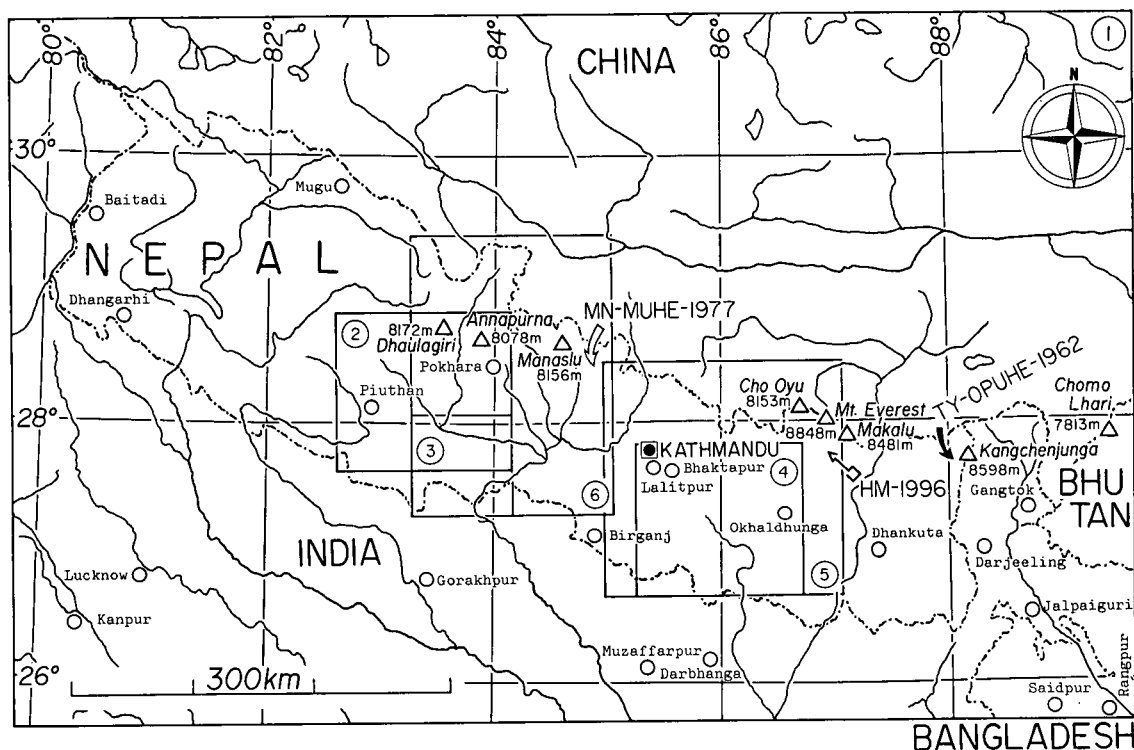 80°
82°
84°
86°
88°
1
CHINA
N
30°
Mugu
Baitadi
NEPAL
Dhangarhi
MN-MUHE-1977
TY-OPUHE-1962
2
8172m
Dhaulagiri
Annapurna
8078m
Manaslu
8156m
Pokhara
Piuthan
Cho Oyu
8153m
Mt. Everest
8848m
Makalu
8481m
Chomo
Lhari
7813m
28°
Kangchenjunga
8598m
3
KATHMANDU
Bhaktapur
Lalitpur
4
HM-1996
Gangtok
BHU
TAN
6
Okhaldhunga
Birganj
Dhankuta
Darjeeling
INDIA
Lucknow
Gorakhpur
5
Kanpur
Jalpaiguri
Muzaffarpur
Darbhanga
26°
300km
Saidpur
Rangpur
BANGLADESH